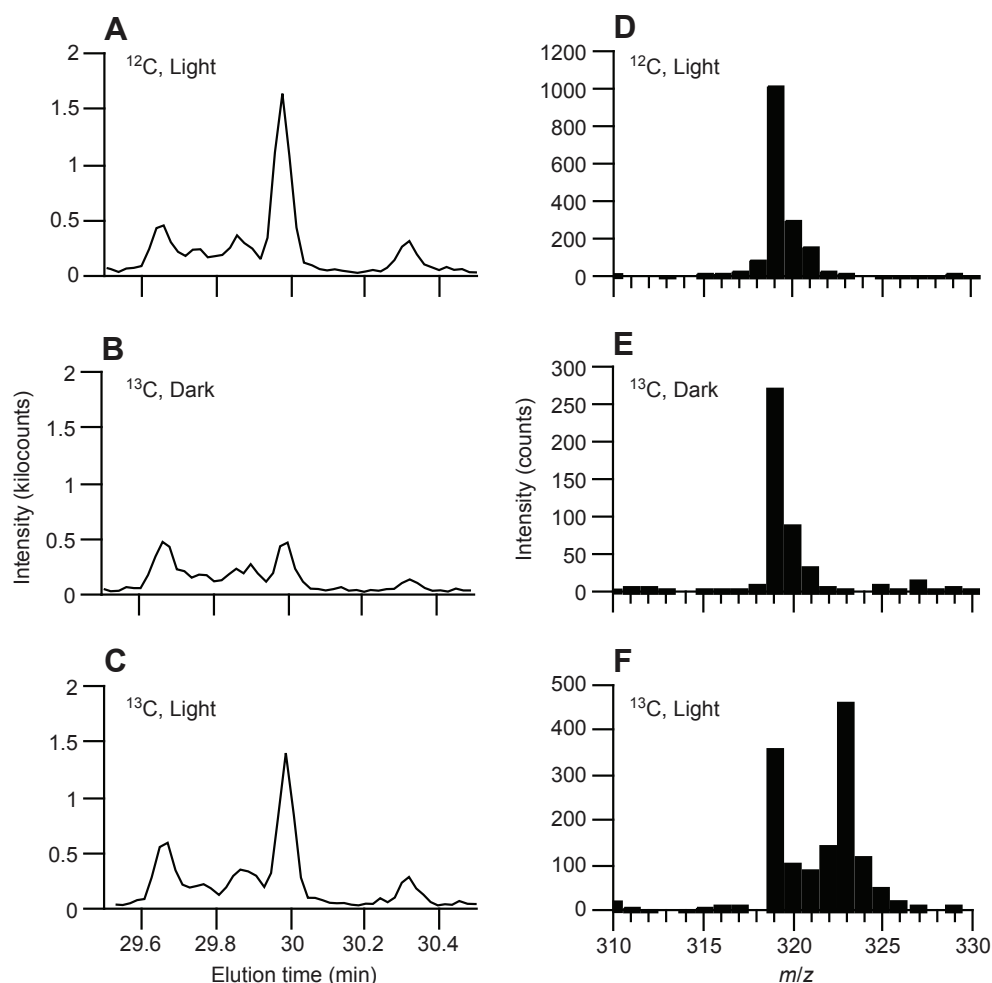 A
¹²C, Light
2
1.5
1
0.5
0
B
¹³C, Dark
2
1.5
1
0.5
0
Intensity (kilocounts)
C
¹³C, Light
2
1.5
1
0.5
0
29.6 29.8 30 30.2 30.4
Elution time (min)
D
¹²C, Light
1200
1000
800
600
400
200
0
E
¹³C, Dark
300
250
200
150
100
50
0
Intensity (counts)
F
¹³C, Light
500
400
300
200
100
0
310 315 320 325 330
m/z